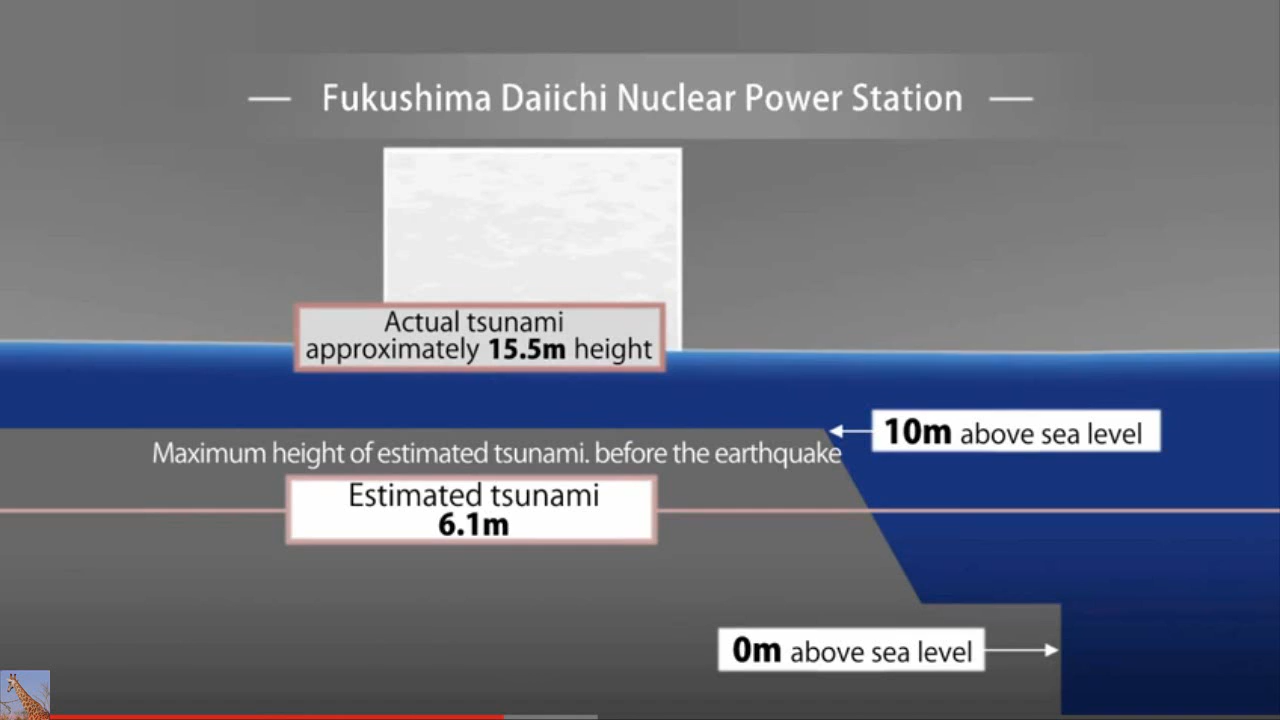 Fukushima Daiichi Nuclear Power Station
Actual tsunami
approximately 15.5m height
10m above sea level
Maximum height of estimated tsunami. before the earthquake
Estimated tsunami
6.1m
0m above sea level